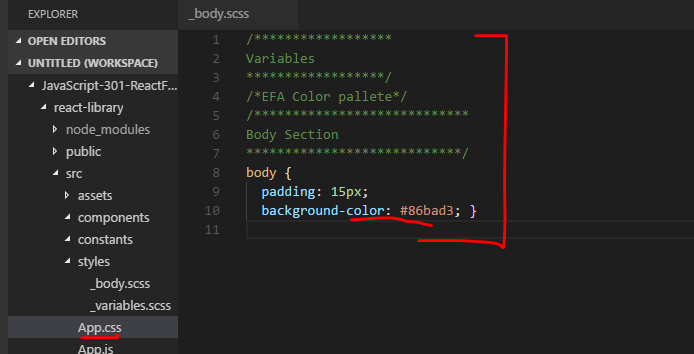 EXPLORER
OPEN EDITORS
UNTITLED (WORKSPACE)
JavaScript-301-ReactF...
react-library
node_modules
public
src
assets
components
constants
styles
_body.scss
_variables.scss
App.css
App.js
_body.scss
1 /******************
2 Variables
3 ******************/
4 /*EFA Color pallete*/
5 /****************************
6 Body Section
7 ****************************/
8 body {
9 padding: 15px;
10 background-color: #86bad3; }
11